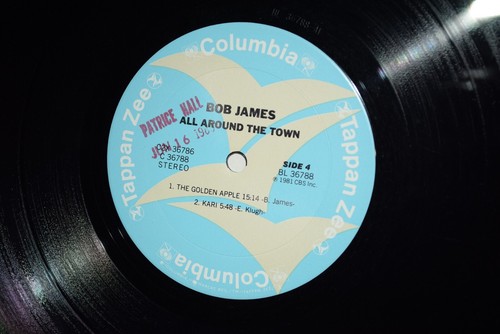 Columbia
BOB JAMES
ALL AROUND THE TOWN
PATRICE HALL
16
36786
C 36788
STEREO
SIDE 4
BL 36788
℗ 1981 CBS Inc.
1. THE GOLDEN APPLE 15:14 -B. James-
2. KARI 5:48 -E. Klugh-
Tappan Zee
Tappan Zee
Columbia